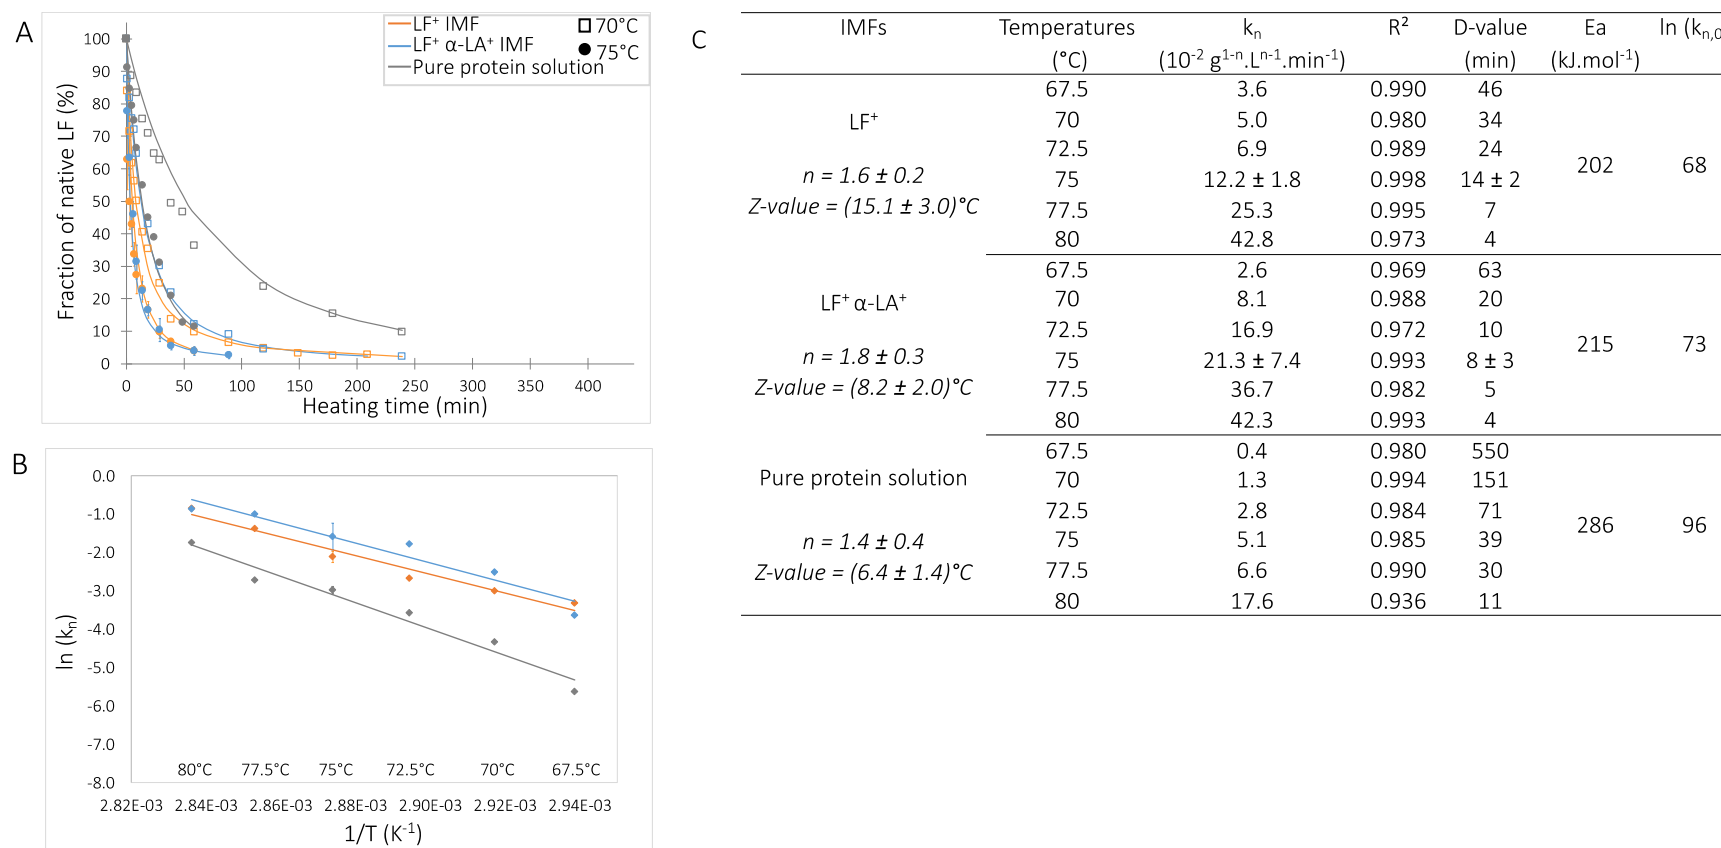 A
LF⁺ IMF
LF⁺ α-LA⁺ IMF
Pure protein solution
70°C
75°C
Fraction of native LF (%)
100
90
80
70
60
50
40
30
20
10
0
0 50 100 150 200 250 300 350 400
Heating time (min)
B
ln (kₙ)
0.0
-1.0
-2.0
-3.0
-4.0
-5.0
-6.0
-7.0
-8.0
80°C 77.5°C 75°C 72.5°C 70°C 67.5°C
2.82E-03 2.84E-03 2.86E-03 2.88E-03 2.90E-03 2.92E-03 2.94E-03
1/T (K⁻¹)
C
IMFs Temperatures kₙ R² D-value Ea ln (kₙ,₀
(°C) (10⁻² g¹⁻ⁿ.Lⁿ⁻¹.min⁻¹) (min) (kJ.mol⁻¹)
67.5 3.6 0.990 46
LF⁺ 70 5.0 0.980 34
72.5 6.9 0.989 24
202 68
n = 1.6 ± 0.2 75 12.2 ± 1.8 0.998 14 ± 2
Z-value = (15.1 ± 3.0)°C 77.5 25.3 0.995 7
80 42.8 0.973 4
67.5 2.6 0.969 63
LF⁺ α-LA⁺ 70 8.1 0.988 20
72.5 16.9 0.972 10
215 73
n = 1.8 ± 0.3 75 21.3 ± 7.4 0.993 8 ± 3
Z-value = (8.2 ± 2.0)°C 77.5 36.7 0.982 5
80 42.3 0.993 4
67.5 0.4 0.980 550
Pure protein solution 70 1.3 0.994 151
72.5 2.8 0.984 71
286 96
n = 1.4 ± 0.4 75 5.1 0.985 39
Z-value = (6.4 ± 1.4)°C 77.5 6.6 0.990 30
80 17.6 0.936 11